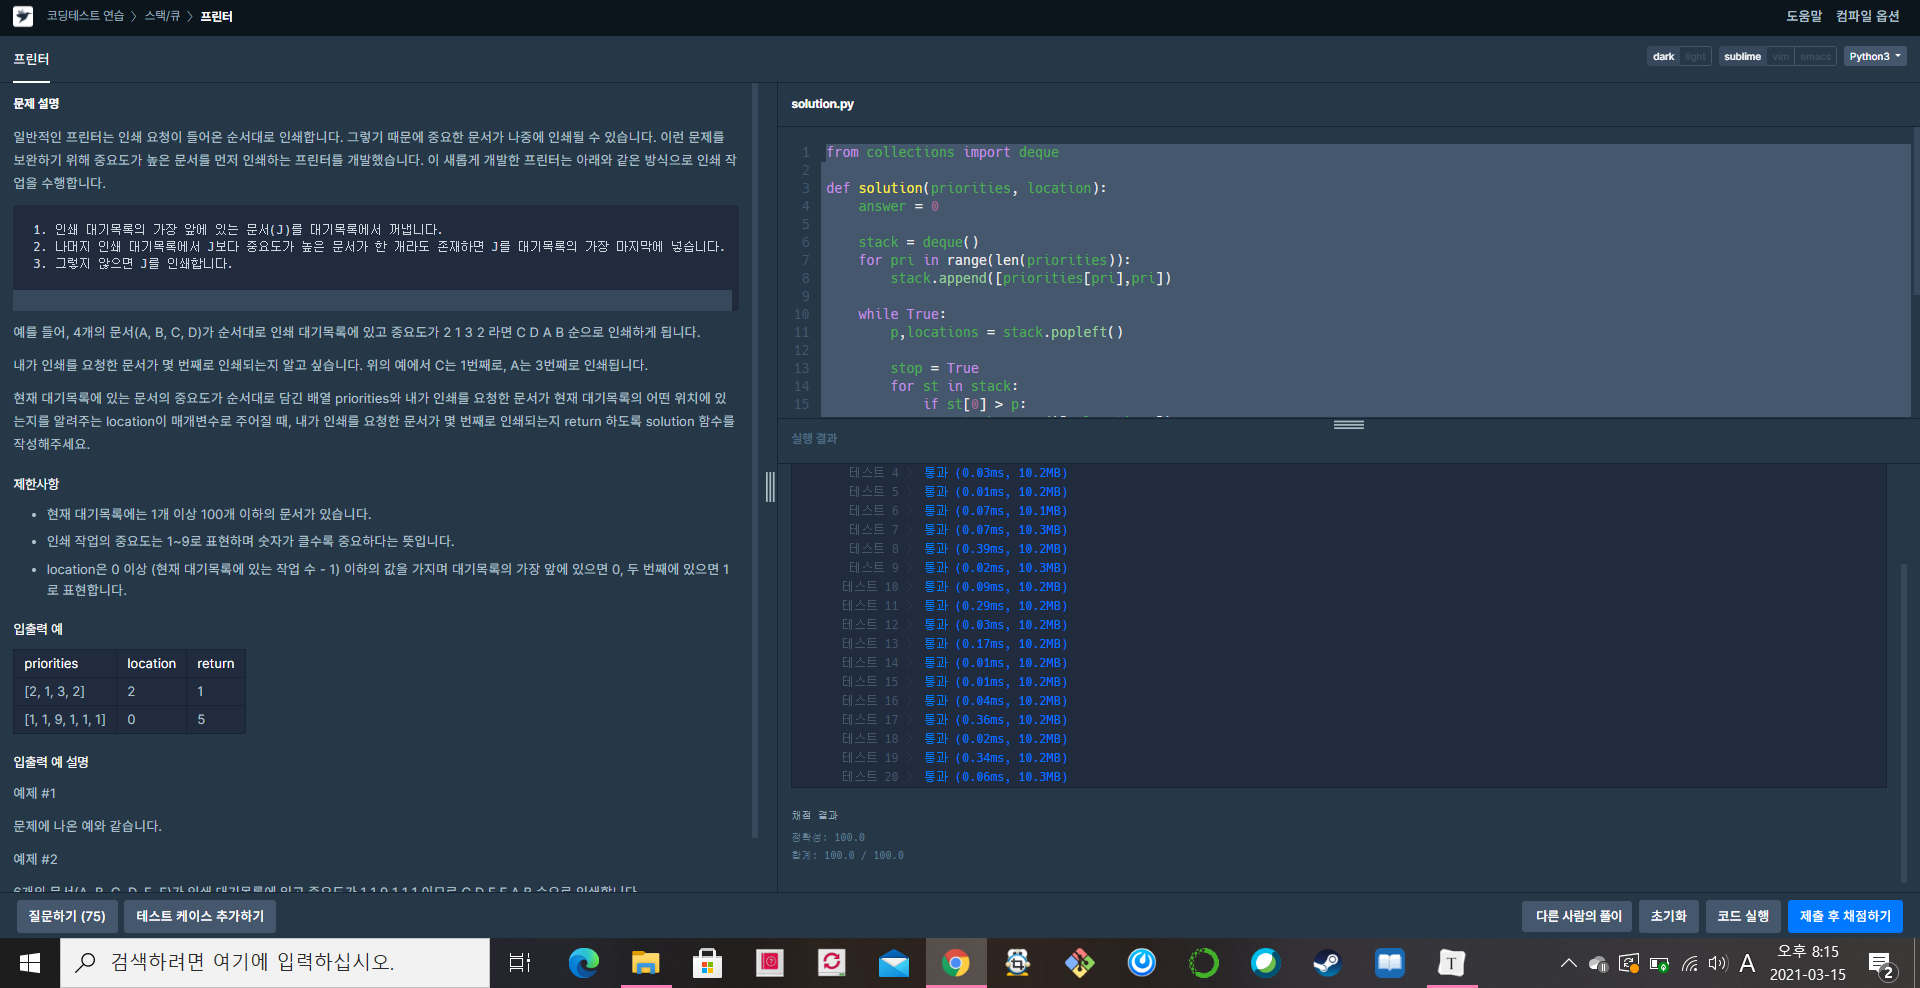 코딩테스트 연습 > 스택/큐 > 프린터
도움말 컴파일 옵션
프린터
dark light sublime vim emacs Python3
문제 설명
일반적인 프린터는 인쇄 요청이 들어온 순서대로 인쇄합니다. 그렇기 때문에 중요한 문서가 나중에 인쇄될 수 있습니다. 이런 문제를
보완하기 위해 중요도가 높은 문서를 먼저 인쇄하는 프린터를 개발했습니다. 이 새롭게 개발한 프린터는 아래와 같은 방식으로 인쇄 작
업을 수행합니다.
1. 인쇄 대기목록의 가장 앞에 있는 문서(J)를 대기목록에서 꺼냅니다.
2. 나머지 인쇄 대기목록에서 J보다 중요도가 높은 문서가 한 개라도 존재하면 J를 대기목록의 가장 마지막에 넣습니다.
3. 그렇지 않으면 J를 인쇄합니다.
예를 들어, 4개의 문서(A, B, C, D)가 순서대로 인쇄 대기목록에 있고 중요도가 2 1 3 2 라면 C D A B 순으로 인쇄하게 됩니다.
내가 인쇄를 요청한 문서가 몇 번째로 인쇄되는지 알고 싶습니다. 위의 예에서 C는 1번째로, A는 3번째로 인쇄됩니다.
현재 대기목록에 있는 문서의 중요도가 순서대로 담긴 배열 priorities와 내가 인쇄를 요청한 문서가 현재 대기목록의 어떤 위치에 있
는지를 알려주는 location이 매개변수로 주어질 때, 내가 인쇄를 요청한 문서가 몇 번째로 인쇄되는지 return 하도록 solution 함수를
작성해주세요.
제한사항
• 현재 대기목록에는 1개 이상 100개 이하의 문서가 있습니다.
• 인쇄 작업의 중요도는 1~9로 표현하며 숫자가 클수록 중요하다는 뜻입니다.
• location은 0 이상 (현재 대기목록에 있는 작업 수 - 1) 이하의 값을 가지며 대기목록의 가장 앞에 있으면 0, 두 번째에 있으면 1
로 표현합니다.
입출력 예
priorities location return
[2, 1, 3, 2] 2 1
[1, 1, 9, 1, 1, 1] 0 5
입출력 예 설명
예제 #1
문제에 나온 예와 같습니다.
예제 #2
6개의 문서(A, B, C, D, E, F)가 인쇄 대기목록에 있고 중요도가 1 1 9 1 1 1 이므로 C D E F A B 순으로 인쇄합니다.
solution.py
1 from collections import deque
2
3 def solution(priorities, location):
4 answer = 0
5
6 stack = deque()
7 for pri in range(len(priorities)):
8 stack.append([priorities[pri],pri])
9
10 while True:
11 p,locations = stack.popleft()
12
13 stop = True
14 for st in stack:
15 if st[0] > p:
실행 결과
테스트 4 > 통과 (0.03ms, 10.2MB)
테스트 5 > 통과 (0.01ms, 10.2MB)
테스트 6 > 통과 (0.07ms, 10.1MB)
테스트 7 > 통과 (0.07ms, 10.3MB)
테스트 8 > 통과 (0.39ms, 10.2MB)
테스트 9 > 통과 (0.02ms, 10.3MB)
테스트 10 > 통과 (0.09ms, 10.2MB)
테스트 11 > 통과 (0.29ms, 10.2MB)
테스트 12 > 통과 (0.03ms, 10.2MB)
테스트 13 > 통과 (0.17ms, 10.2MB)
테스트 14 > 통과 (0.01ms, 10.2MB)
테스트 15 > 통과 (0.01ms, 10.2MB)
테스트 16 > 통과 (0.04ms, 10.2MB)
테스트 17 > 통과 (0.36ms, 10.2MB)
테스트 18 > 통과 (0.02ms, 10.2MB)
테스트 19 > 통과 (0.34ms, 10.2MB)
테스트 20 > 통과 (0.06ms, 10.3MB)
채점 결과
정확성: 100.0
합계: 100.0 / 100.0
질문하기 (75) 테스트 케이스 추가하기
다른 사람의 풀이 초기화 코드 실행 제출 후 채점하기
검색하려면 여기에 입력하십시오.
T
A
오후 8:15
2021-03-15
2